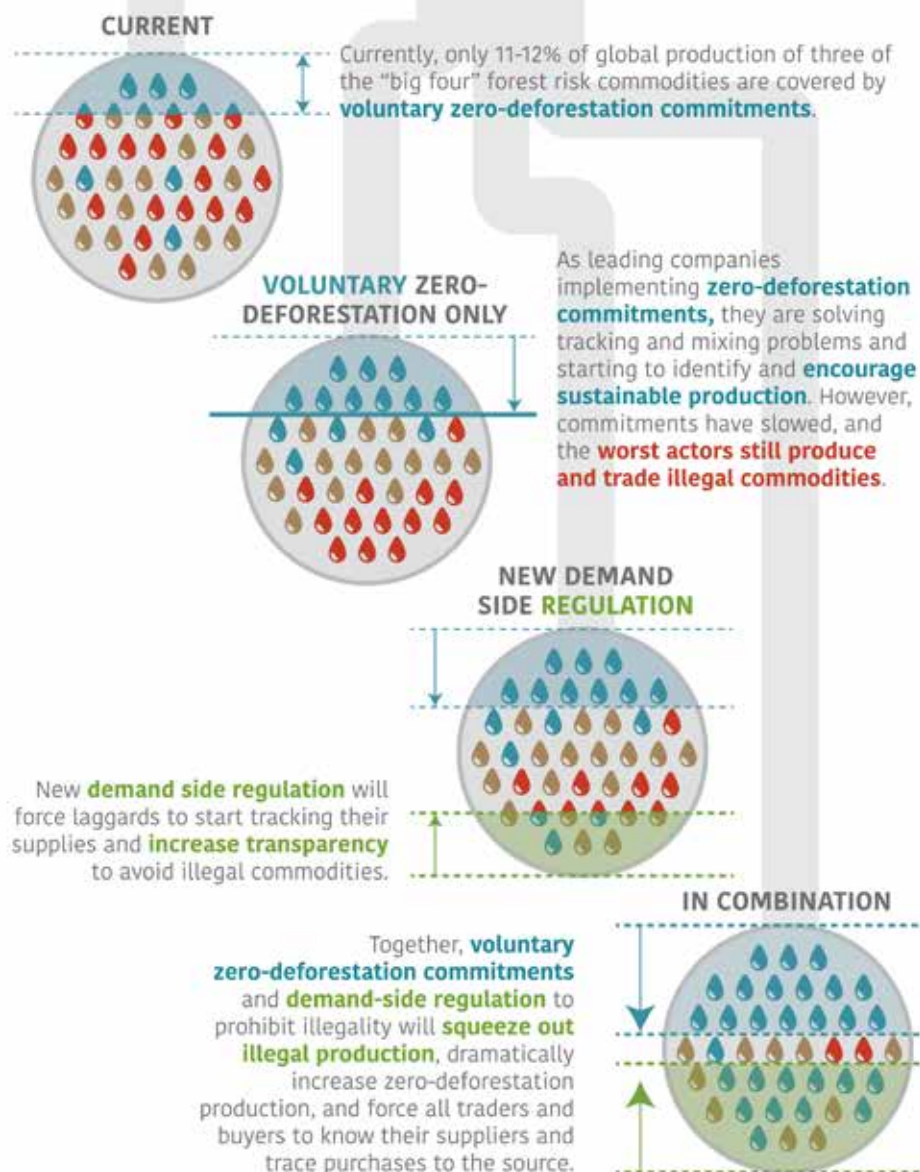 CURRENT
Currently, only 11-12% of global production of three of
the “big four” forest risk commodities are covered by
voluntary zero-deforestation commitments.
VOLUNTARY ZERO-
DEFORESTATION ONLY
As leading companies
implementing zero-deforestation
commitments, they are solving
tracking and mixing problems and
starting to identify and encourage
sustainable production. However,
commitments have slowed, and
the worst actors still produce
and trade illegal commodities.
NEW DEMAND
SIDE REGULATION
New demand side regulation will
force laggards to start tracking their
supplies and increase transparency
to avoid illegal commodities.
IN COMBINATION
Together, voluntary
zero-deforestation commitments
and demand-side regulation to
prohibit illegality will squeeze out
illegal production, dramatically
increase zero-deforestation
production, and force all traders and
buyers to know their suppliers and
trace purchases to the source.